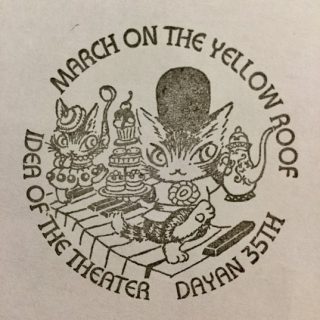 MARCH ON THE YELLOW ROOF
IDEA OF THE THEATER DAYAN 35TH